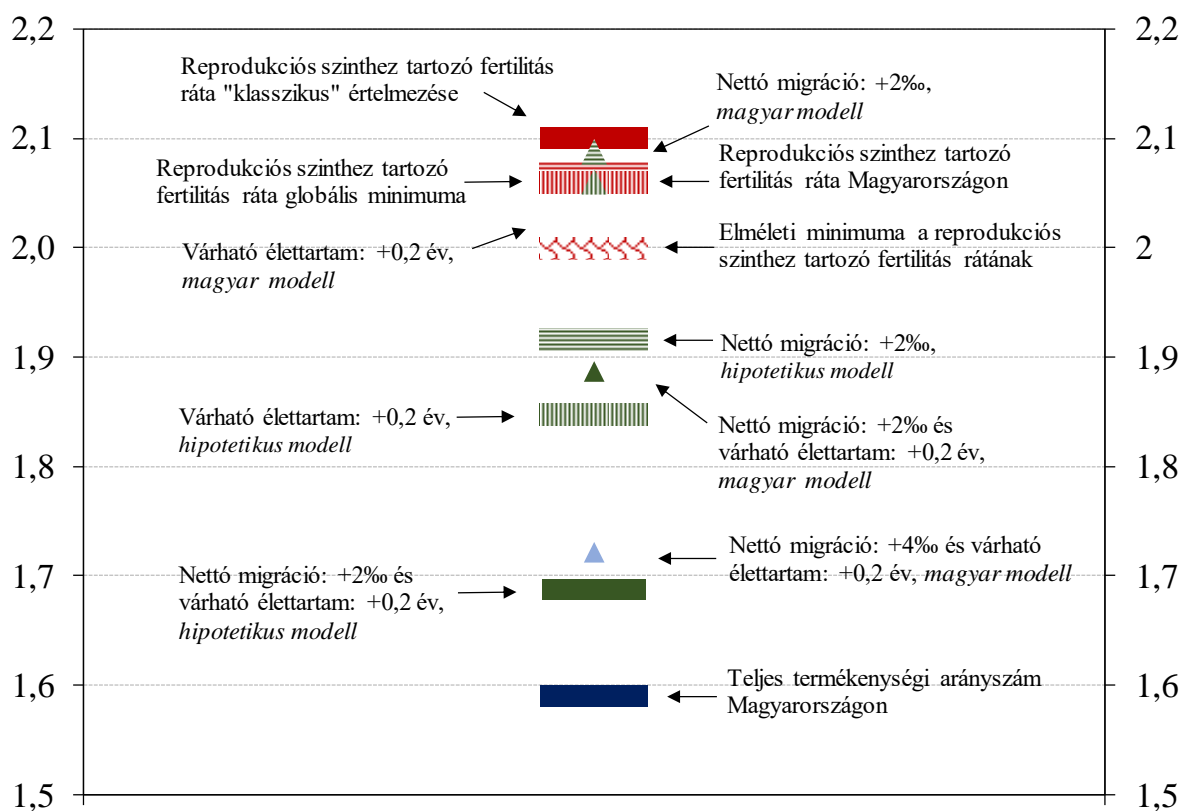 2,2
2,1
2,0
1,9
1,8
1,7
1,6
1,5
Reprodukciós szinthez tartozó fertilitás
ráta "klasszikus" értelmezése
Reprodukciós szinthez tartozó
fertilitás ráta globális minimuma
Várható élettartam: +0,2 év,
magyar modell
Várható élettartam: +0,2 év,
hipotetikus modell
Nettó migráció: +2‰ és
várható élettartam: +0,2 év,
hipotetikus modell
Nettó migráció: +2‰,
magyar modell
Reprodukciós szinthez tartozó
fertilitás ráta Magyarországon
Elméleti minimuma a reprodukciós
szinthez tartozó fertilitás rátának
Nettó migráció: +2‰,
hipotetikus modell
Nettó migráció: +2‰ és
várható élettartam: +0,2 év,
magyar modell
Nettó migráció: +4‰ és várható
élettartam: +0,2 év, magyar modell
Teljes termékenységi arányszám
Magyarországon
2,2
2,1
2
1,9
1,8
1,7
1,6
1,5